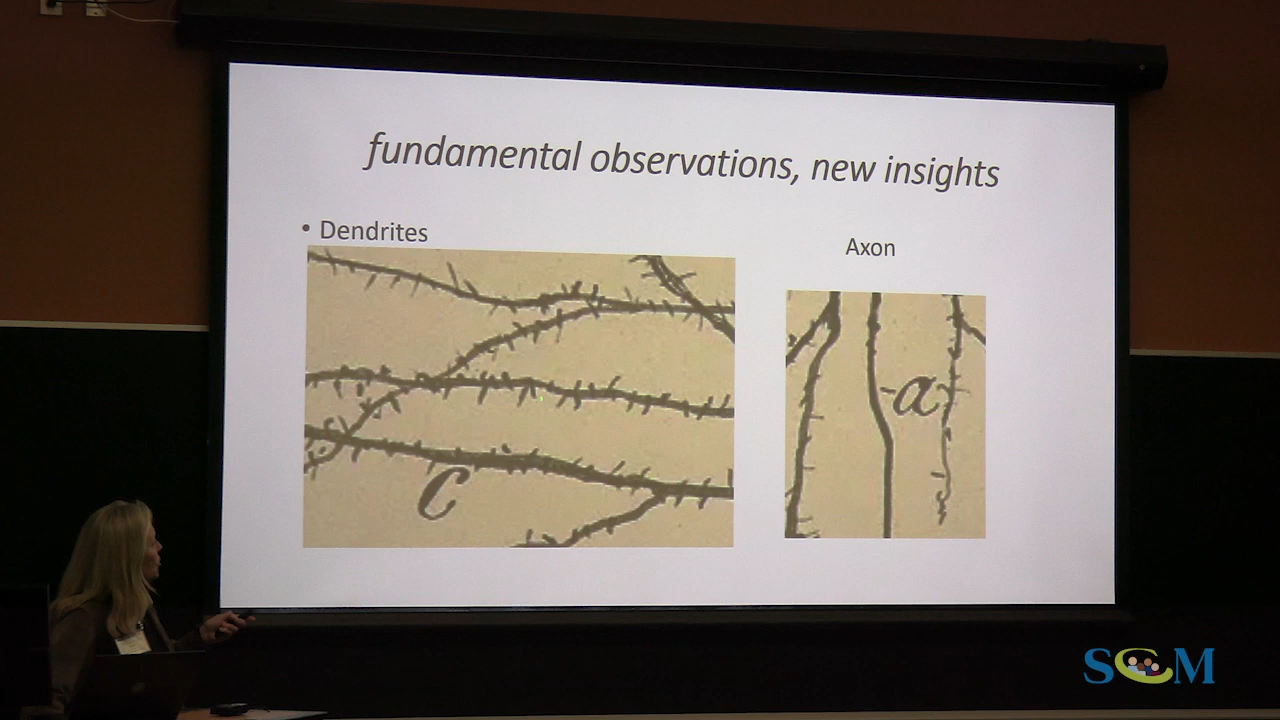 fundamental observations, new insights
• Dendrites
Axon
a
C
SCM